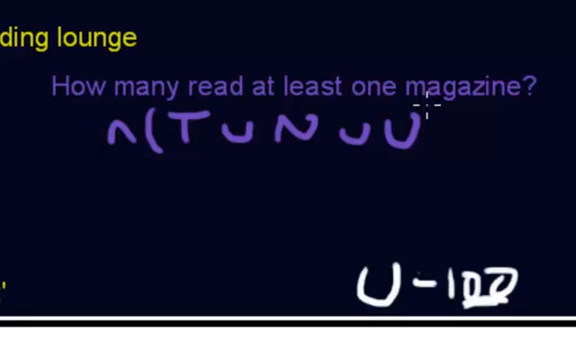 ding lounge
How many read at least one magazine?
n(T ∪ N ∪ U
U - 100